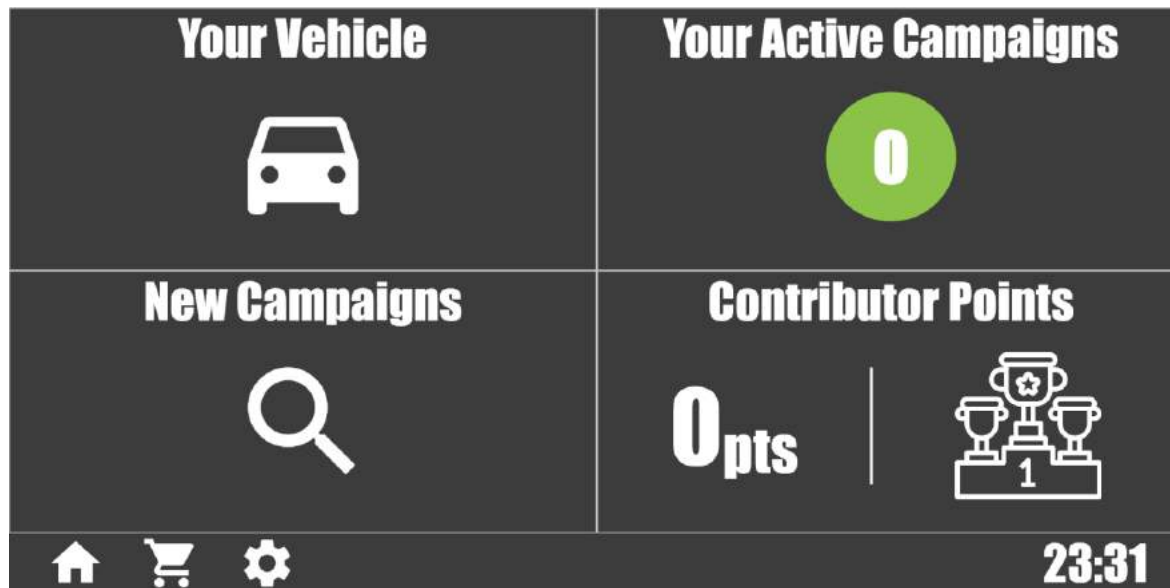 Your Vehicle
Your Active Campaigns
0
New Campaigns
Contributor Points
0pts
1
23:31